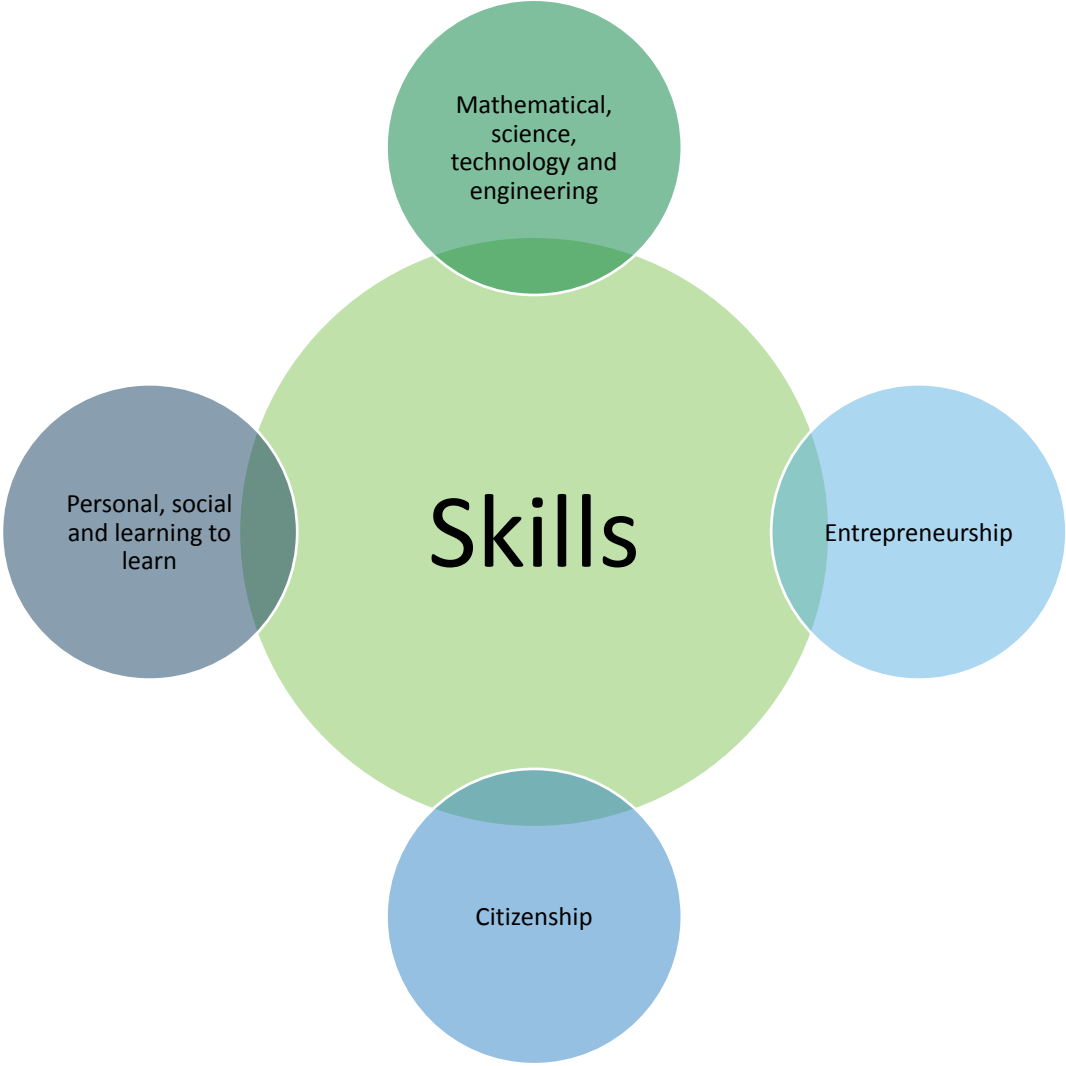 Mathematical,
science,
technology and
engineering
Personal, social
and learning to
learn
Skills
Entrepreneurship
Citizenship